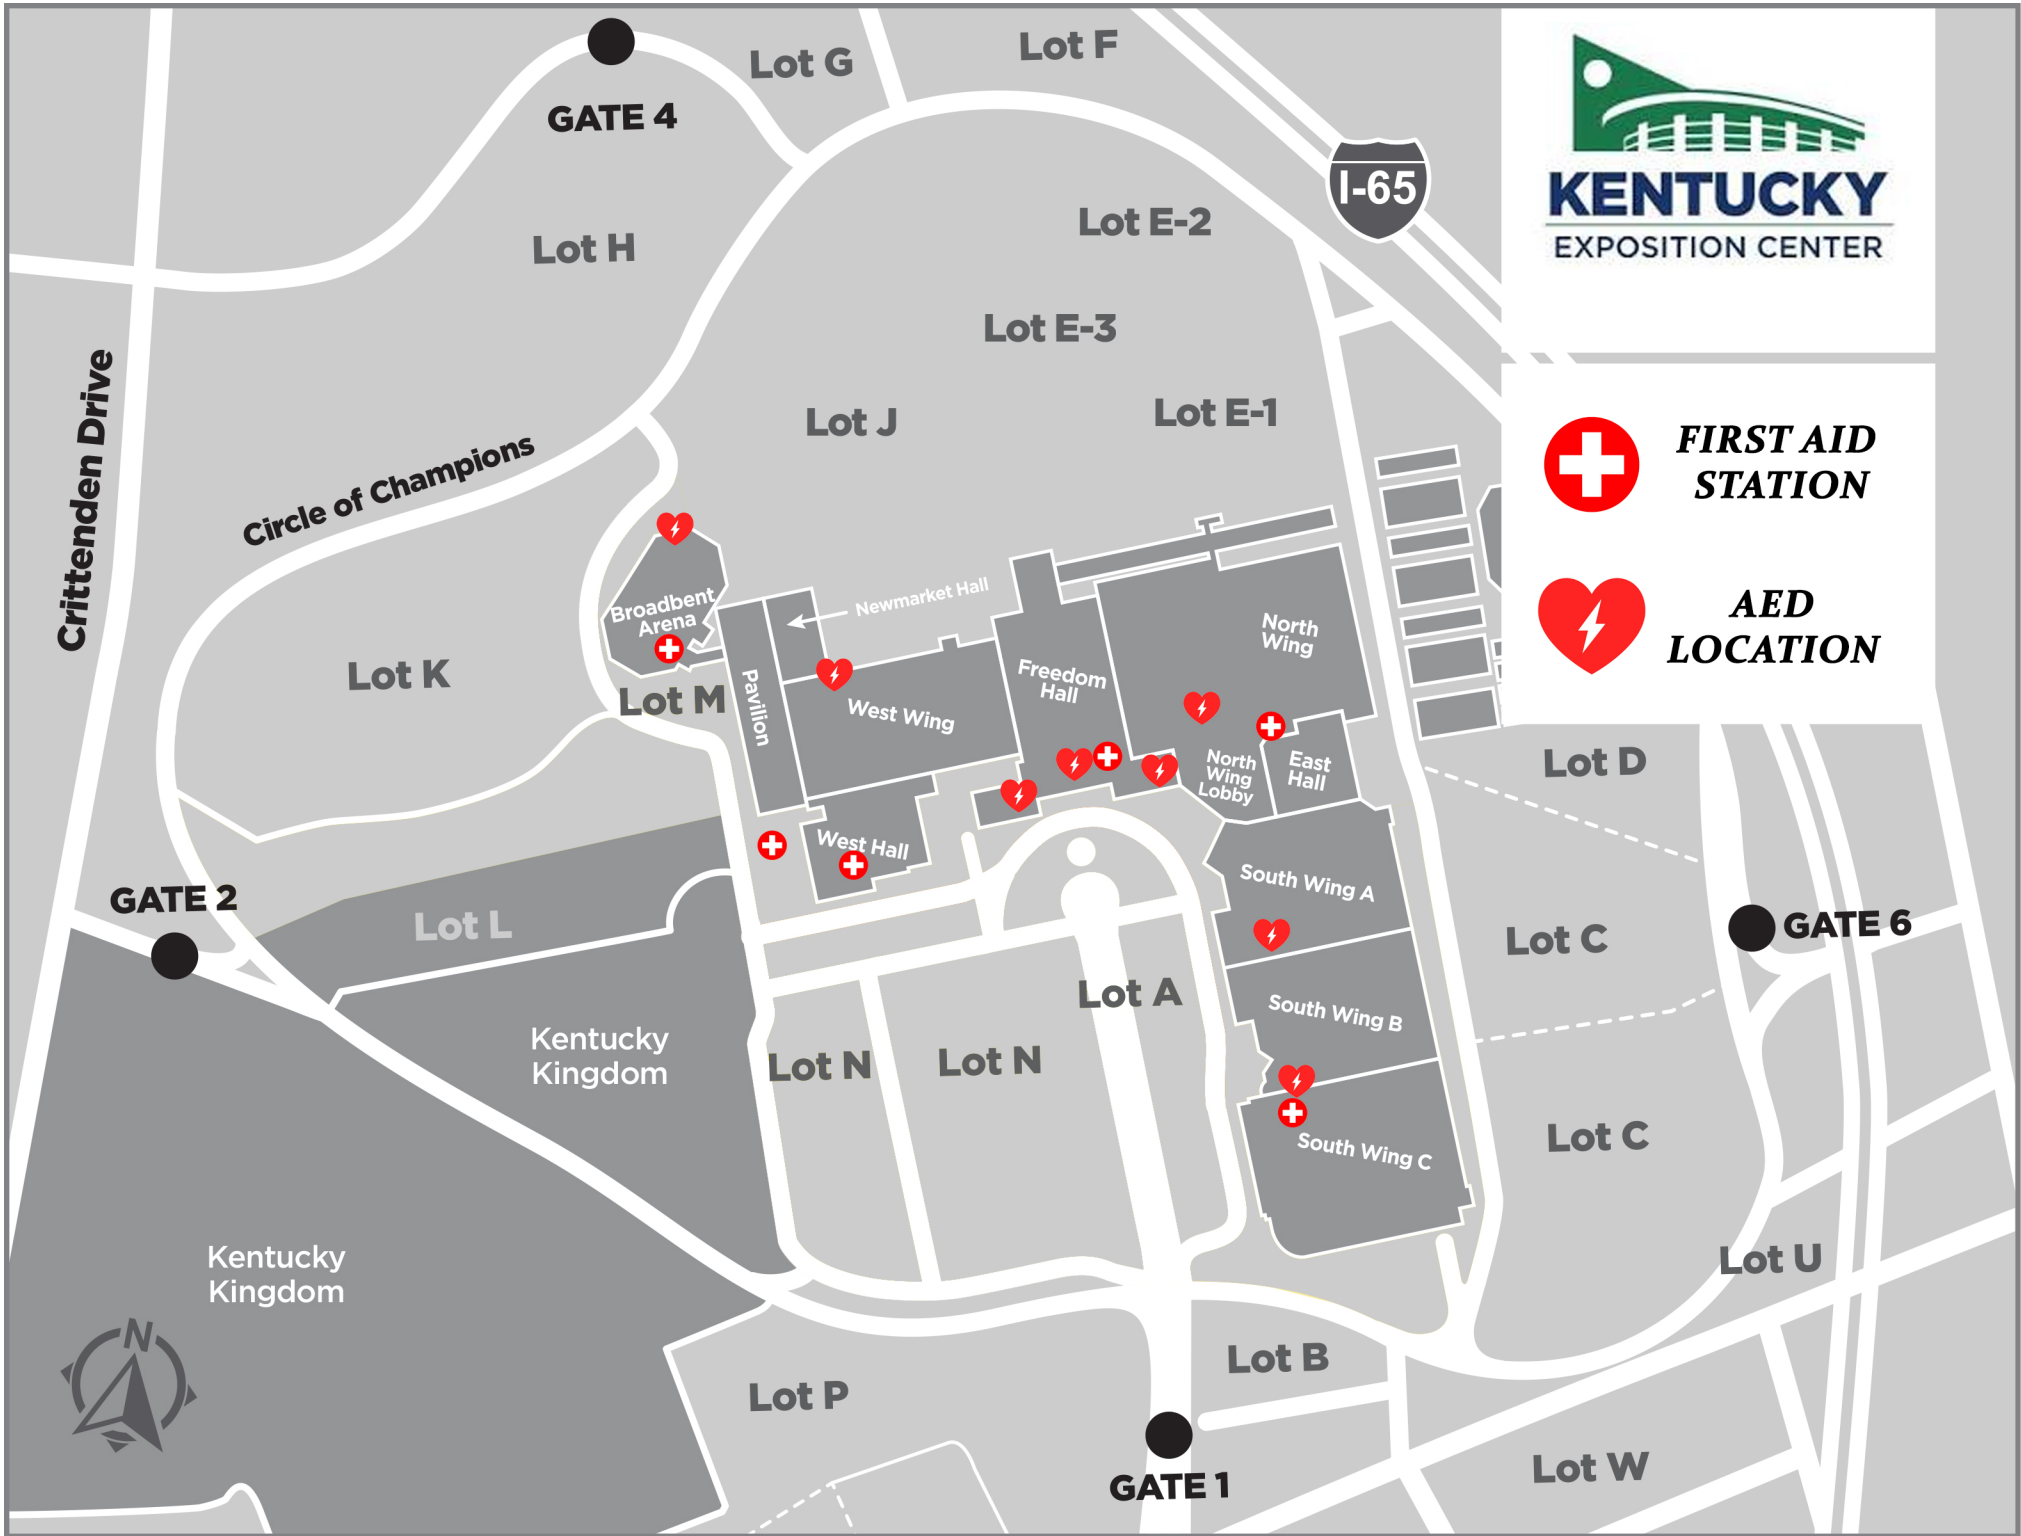 Lot G
Lot F
GATE 4
I-65
KENTUCKY
EXPOSITION CENTER
Lot H
Lot E-2
Lot E-3
Lot E-1
Lot J
Crittenden Drive
Circle of Champions
FIRST AID
STATION
AED
LOCATION
Broadbent
Arena
Newmarket Hall
North
Wing
Lot K
Lot M
Pavilion
West Wing
Freedom
Hall
North
Wing
Lobby
East
Hall
Lot D
West Hall
South Wing A
GATE 2
Lot L
Lot C
GATE 6
Lot A
South Wing B
Kentucky
Kingdom
Lot N
Lot N
South Wing C
Lot C
Kentucky
Kingdom
Lot U
N
Lot P
Lot B
GATE 1
Lot W